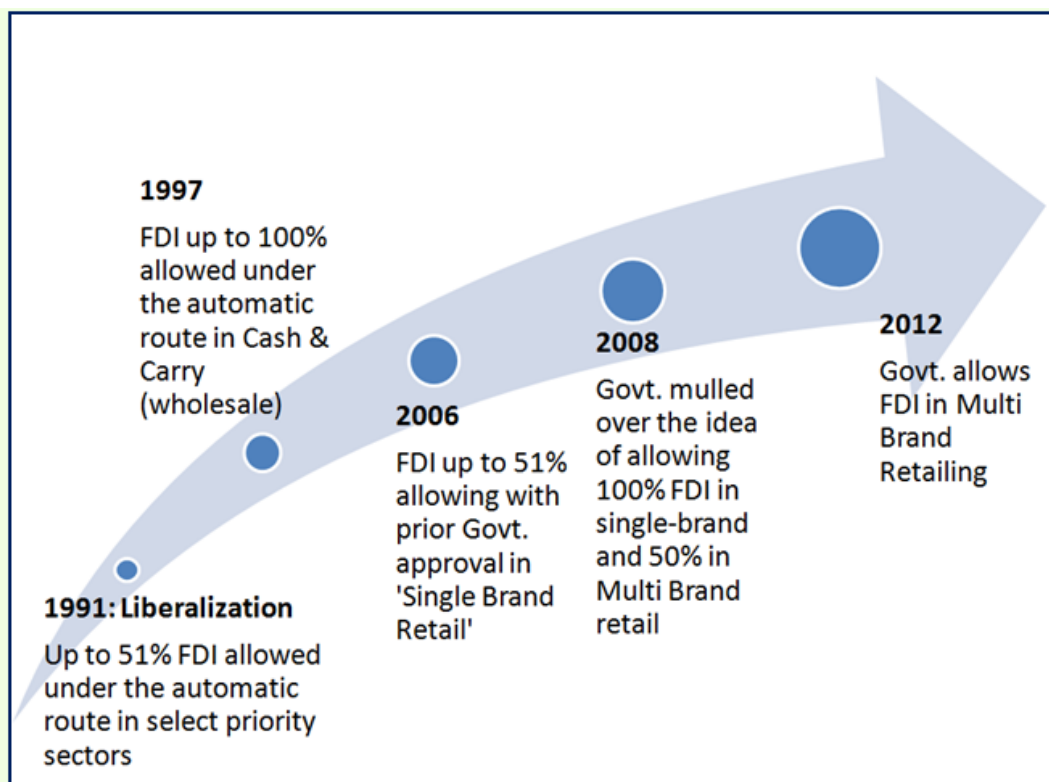 1997
FDI up to 100%
allowed under
the automatic
route in Cash &
Carry
(wholesale)
1991: Liberalization
Up to 51% FDI allowed
under the automatic
route in select priority
sectors
2006
FDI up to 51%
allowing with
prior Govt.
approval in
'Single Brand
Retail'
2008
Govt. mulled
over the idea
of allowing
100% FDI in
single-brand
and 50% in
Multi Brand
retail
2012
Govt. allows
FDI in Multi
Brand
Retailing